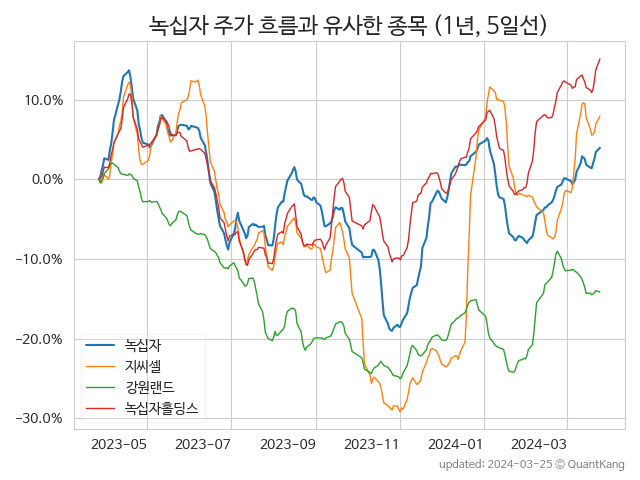 녹십자 주가 흐름과 유사한 종목 (1년, 5일선)
10.0%
0.0%
−10.0%
−20.0%
−30.0%
녹십자
지씨셀
강원랜드
녹십자홀딩스
2023-05 2023-07 2023-09 2023-11 2024-01 2024-03
updated: 2024-03-25 © QuantKang